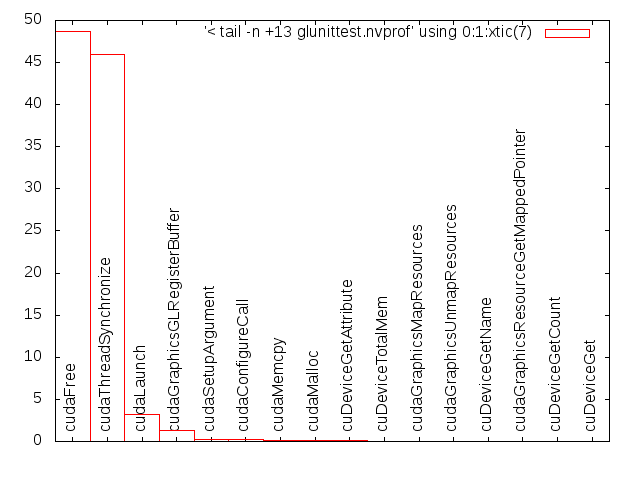 50
'< tail -n +13 glunittest.nvprof' using 0:1:xtic(7)
45
40
35
30
25
20
15
10
5
0
cudaFree
cudaThreadSynchronize
cudaLaunch
cudaGraphicsGLRegisterBuffer
cudaSetupArgument
cudaConfigureCall
cudaMemcpy
cudaMalloc
cuDeviceGetAttribute
cuDeviceTotalMem
cudaGraphicsMapResources
cudaGraphicsUnmapResources
cuDeviceGetName
cudaGraphicsResourceGetMappedPointer
cuDeviceGetCount
cuDeviceGet